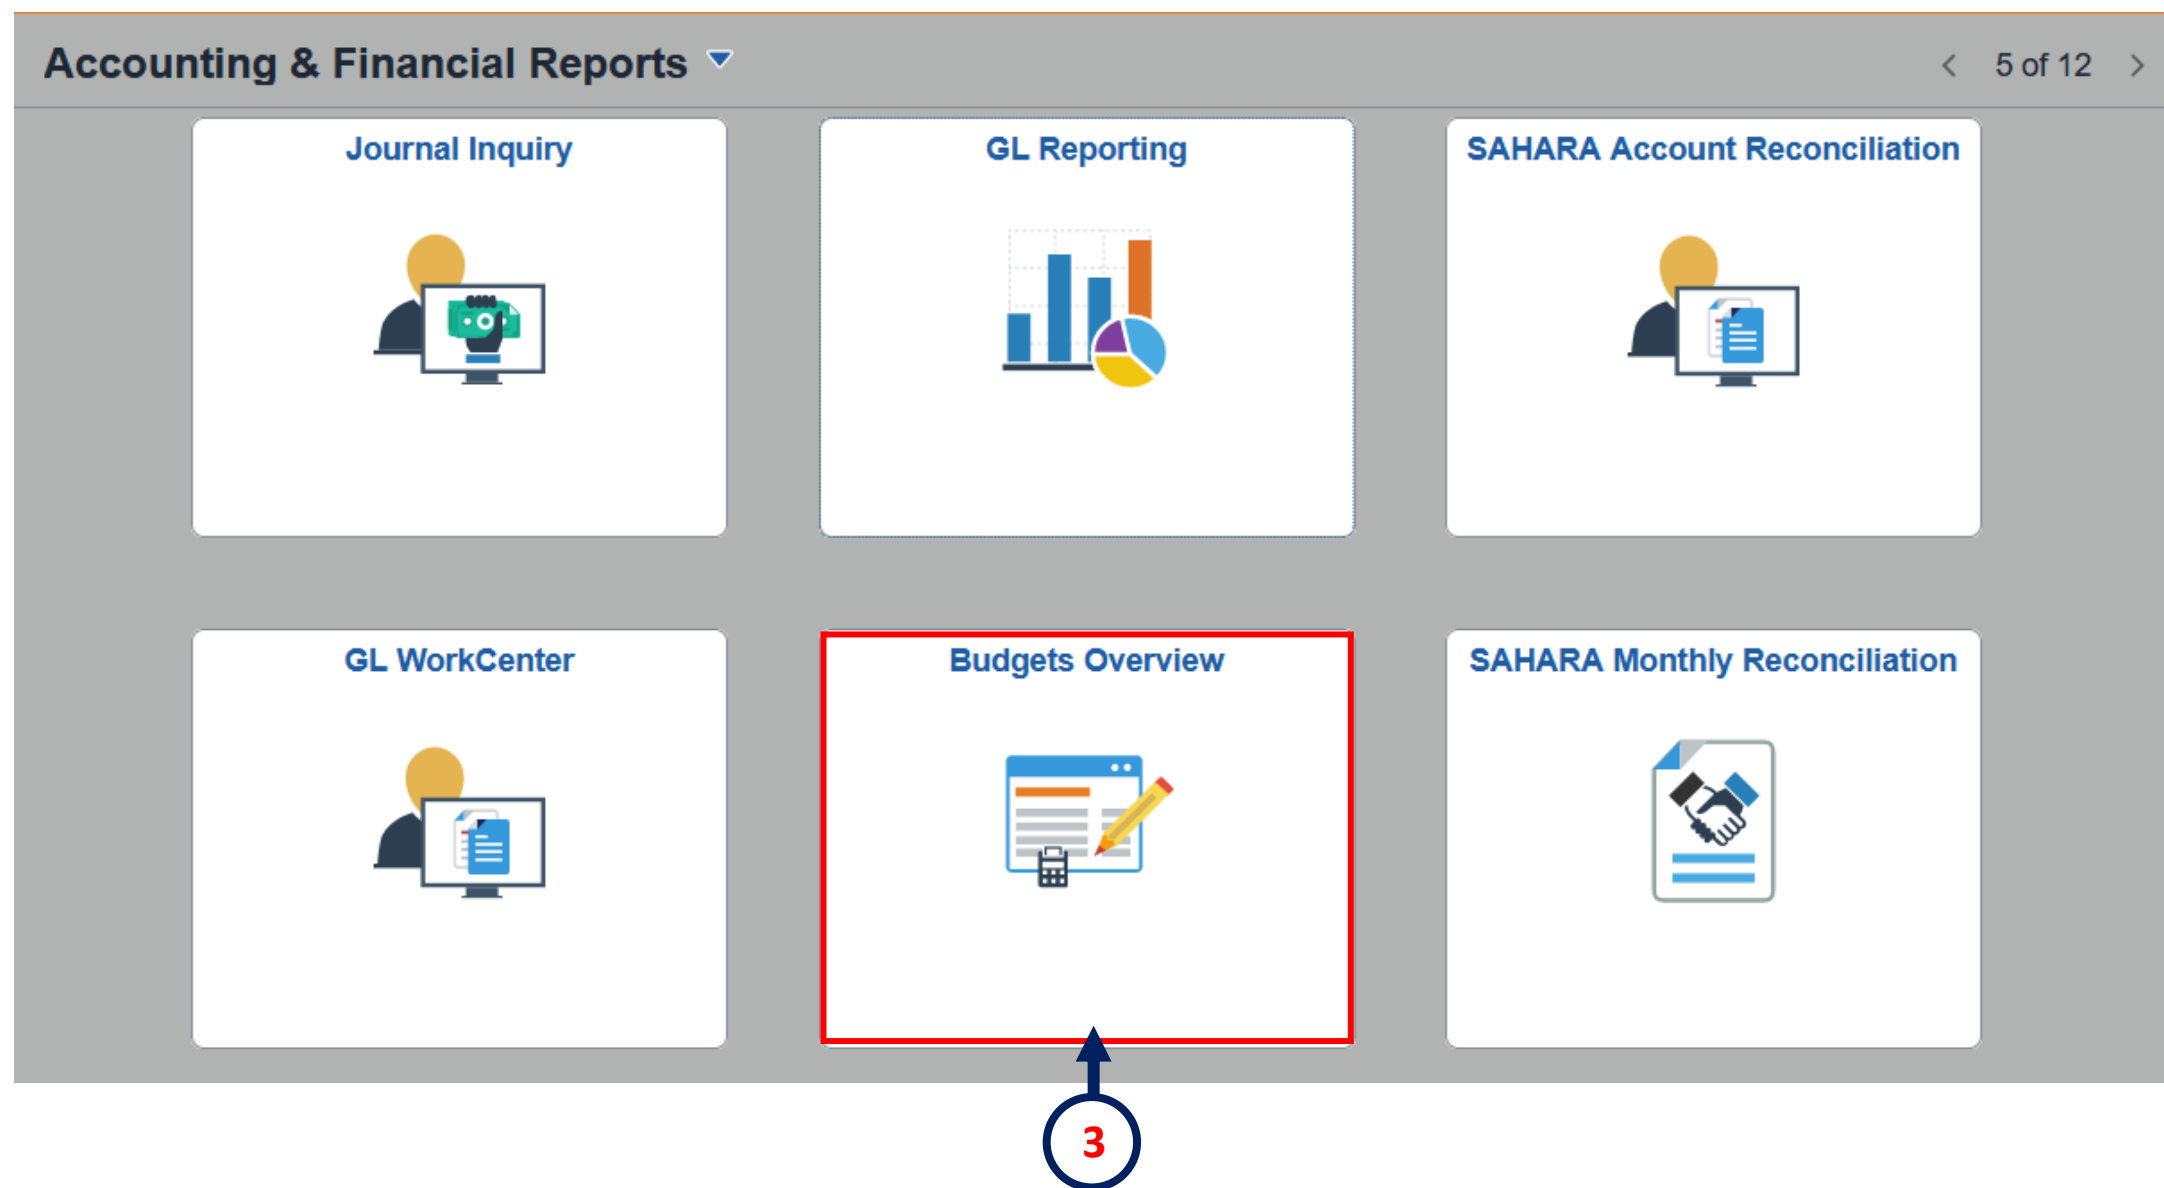 Accounting & Financial Reports
5 of 12
Journal Inquiry
GL Reporting
SAHARA Account Reconciliation
GL WorkCenter
Budgets Overview
SAHARA Monthly Reconciliation
3